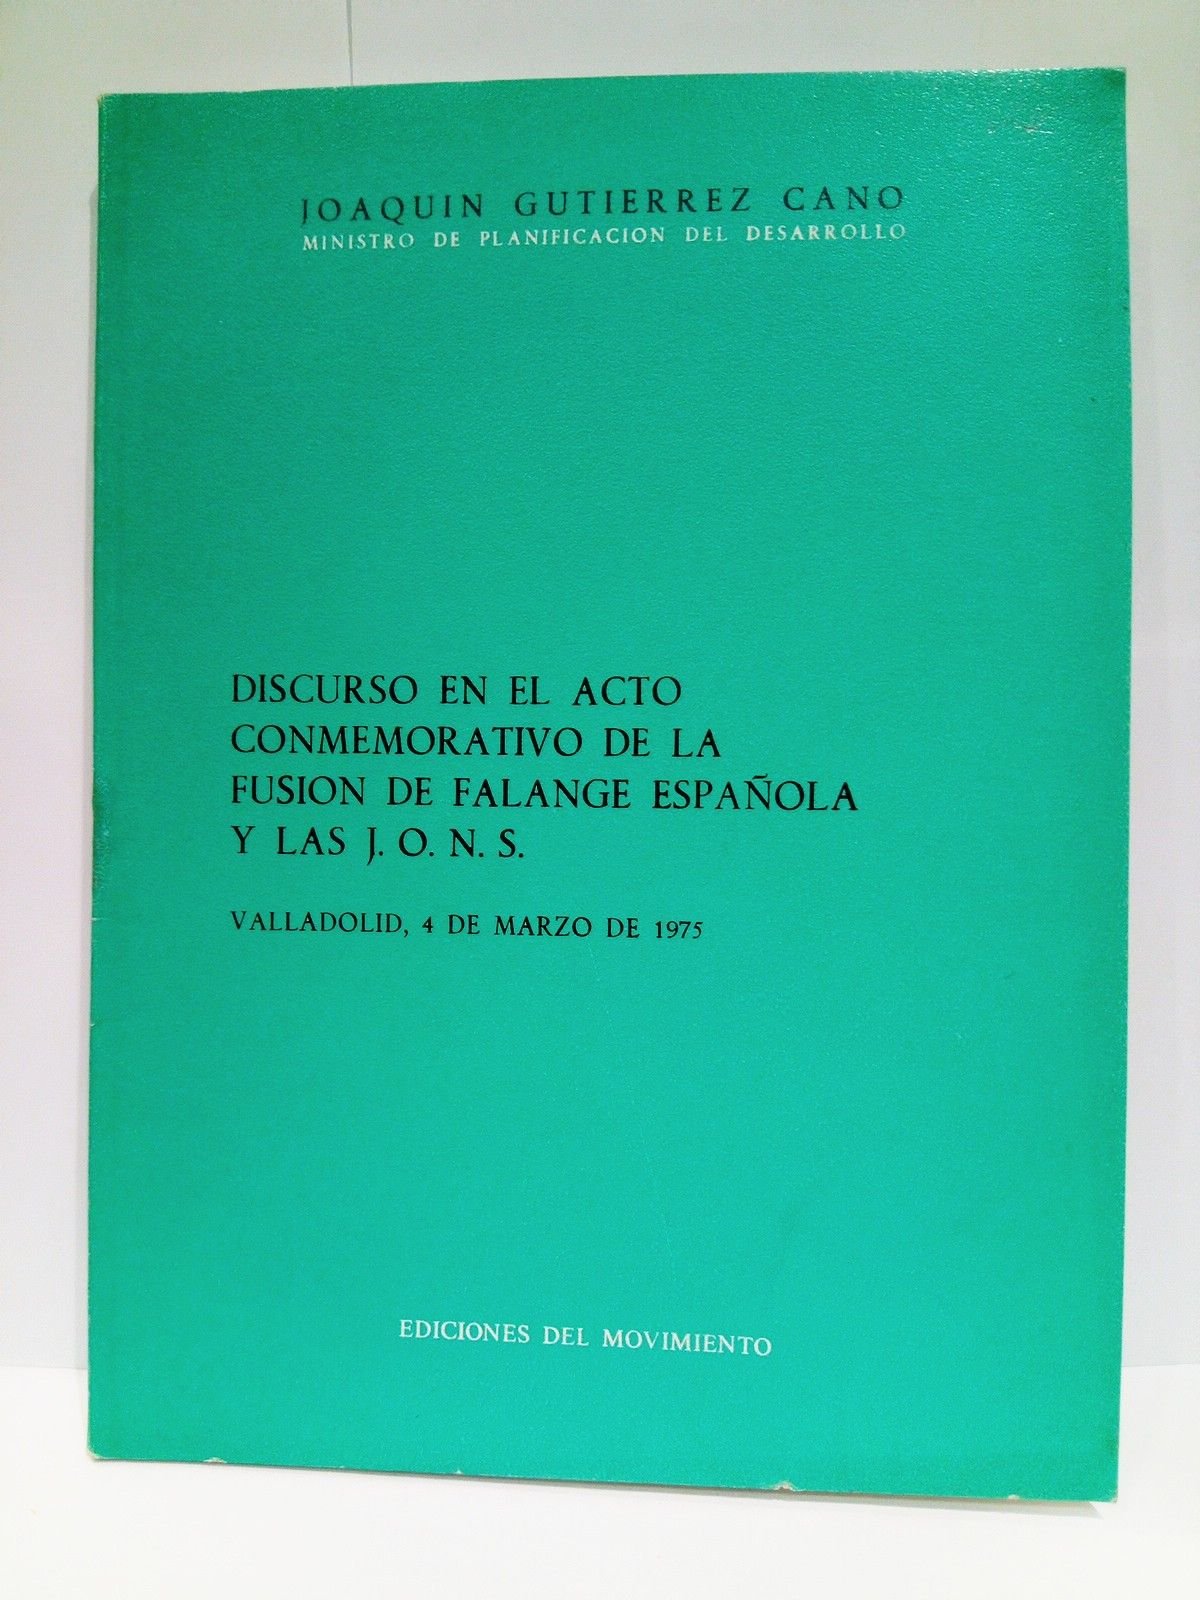 JOAQUIN GUTIERREZ CANO
MINISTRO DE PLANIFICACION DEL DESARROLLO
DISCURSO EN EL ACTO
CONMEMORATIVO DE LA
FUSION DE FALANGE ESPAÑOLA
Y LAS J. O. N. S.
VALLADOLID, 4 DE MARZO DE 1975
EDICIONES DEL MOVIMIENTO